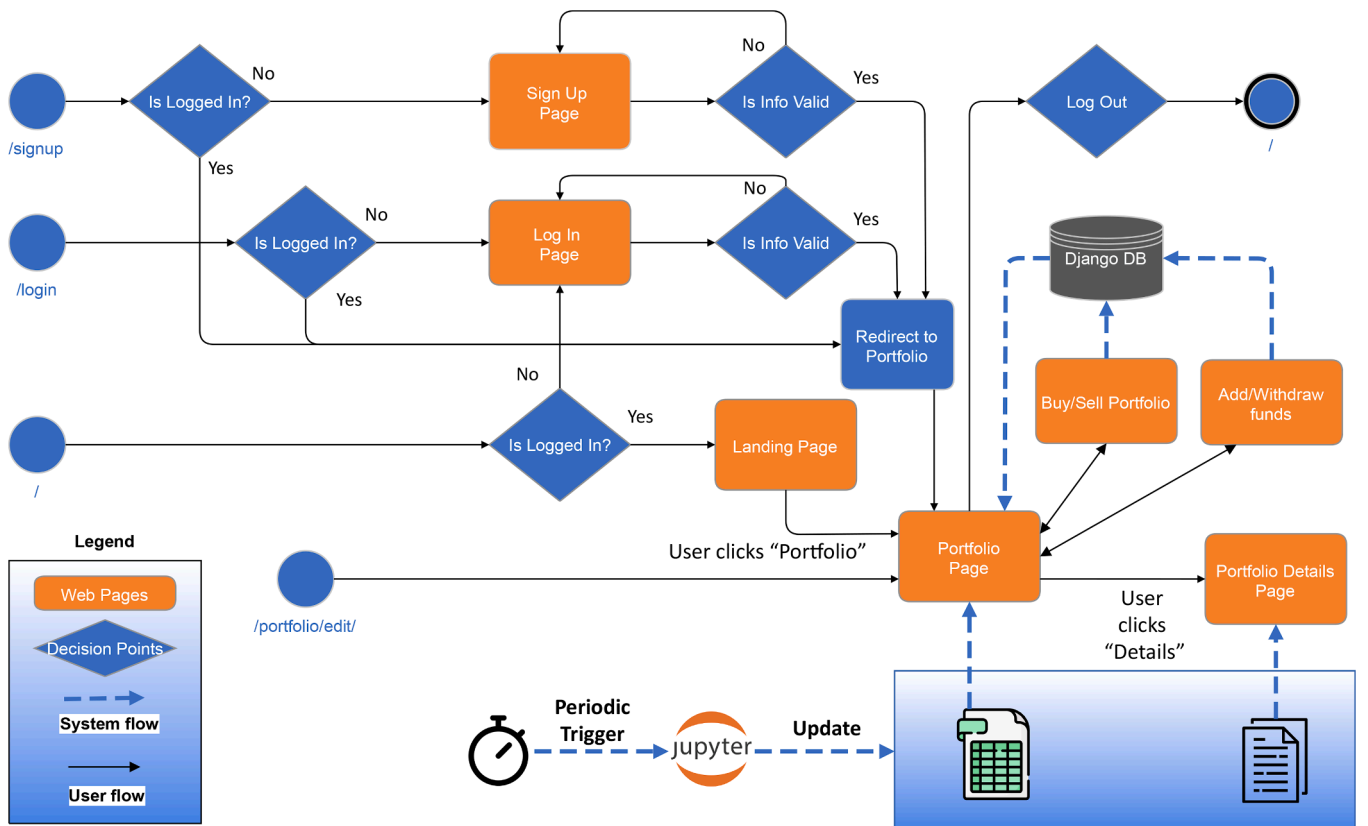 No
No
Yes
Is Logged In?
Sign Up
Page
Is Info Valid
Log Out
/signup
/
Yes
No
No
Yes
Is Logged In?
Log In
Page
Is Info Valid
Django DB
/login
Yes
Redirect to
Portfolio
No
Buy/Sell Portfolio
Add/Withdraw
funds
Yes
Is Logged In?
Landing Page
/
User clicks “Portfolio”
Portfolio
Page
Portfolio Details
Page
/portfolio/edit/
User
clicks
“Details”
Legend
Web Pages
Decision Points
System flow
User flow
Periodic
Trigger
jupyter
Update